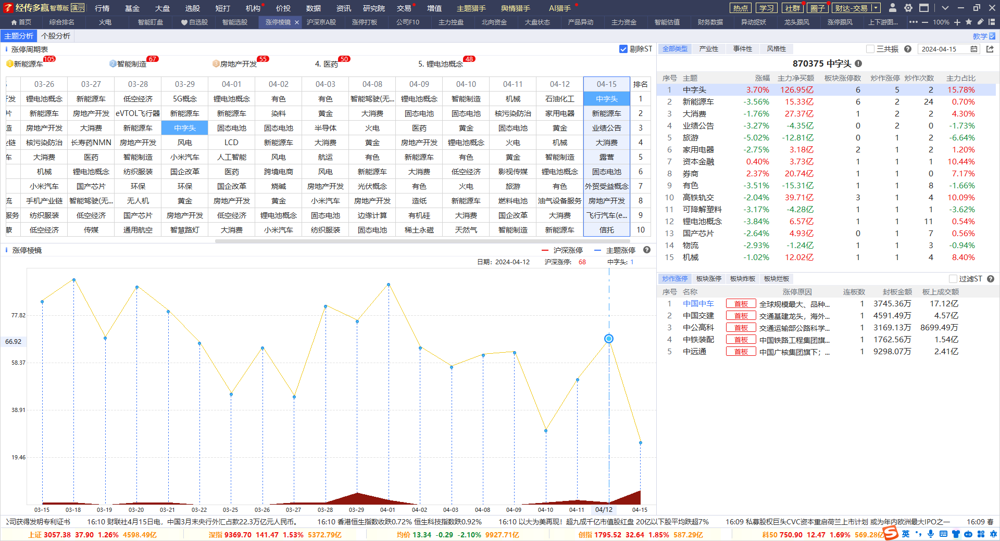 经传多赢 智尊版 演示 行情 基金 大盘 选股 短打 机构 价投 数据 资讯 研究院 交易 增值 主题猎手 舆情猎手 AI猎手 热点 学习 社群 圈子 财达-交易
首页 综合排名 火电 智能盯盘 自选股 智能选股 涨停棱镜 × 沪深京A股 涨停打板 公司F10 主力控盘 北向资金 大盘状态 产品异动 主力资金 智能估值 财务数据 异动捉妖 龙头跟风 涨停跟风 上下游图... ••• — 100% +
主题分析 个股分析 教学
涨停周期表 剔除ST
1 新能源车 105 2 智能制造 67 3 房地产开发 55 4. 医药 50 5. 锂电池概念 48
03-26 03-27 03-28 03-29 04-01 04-02 04-03 04-08 04-09 04-10 04-11 04-12 04-15 排名
发 锂电池概念 新能源车 低空经济 5G概念 锂电池概念 有色 有色 智能驾驶(无... 锂电池概念 智能制造 机械 石油化工 中字头 1
片 新能源车 房地产开发 eVTOL飞行器 新能源车 新能源车 染料 黄金 大消费 固态电池 固态电池 核污染防治 家用电器 新能源车 2
造 房地产开发 大消费 新能源车 中字头 固态电池 固态电池 半导体 火电 医药 黄金 固态电池 黄金 业绩公告 3
链 核污染防治 长寿药NMN 房地产开发 风电 LCD 新能源车 大消费 黄金 房地产开发 锂电池概念 火电 机械 大消费 4
车 大消费 医药 智能制造 小米汽车 人工智能 风电 航运 有色 新能源车 有色 黄金 智能制造 露营 5
机械 锂电池概念 纺织服装 国企改革 医药 跨境电商 风电 新能源车 大消费 低空经济 影视传媒 锂电池概念 固态电池 6
小米汽车 国产芯片 环保 环保 国企改革 烧碱 房地产开发 光伏概念 有色 火电 旅游 有色 外贸受益概念 7
流 手机产业链 智能驾驶(无... 无人机 黄金 房地产开发 黄金 小米汽车 房地产开发 造纸 新能源车 燃料电池 油气设备服务 房地产开发 8
服务 纺织服装 低空经济 国产芯片 房地产开发 低空经济 锂电池概念 固态电池 边缘计算 有机硅 大消费 国企改革 大消费 飞行汽车(e... 9
低空经济 传媒 通用航空 智慧路灯 大消费 小米汽车 纺织服装 固态电池 稀土永磁 天然气 智能制造 新能源车 信托 10
涨停棱镜 沪深涨停 主题涨停
日期: 2024-04-12 沪深涨停: 68 中字头: 1
77.82
66.92
58.37
38.91
19.46
03-15 03-18 03-19 03-20 03-21 03-22 03-25 03-26 03-27 03-28 03-29 04-01 04-02 04-03 04-08 04-09 04-10 04-11 04/12 04-15
全部类型 产业性 事件性 风格性 三共振 2024-04-15
870375 中字头
序号 主题 涨幅 主力净买额 板块涨停数 炒作涨停 炒作次数 主力占比
1 中字头 3.70% 126.95亿 6 5 2 15.78%
2 新能源车 -3.56% 15.33亿 6 2 24 0.70%
3 大消费 -1.76% 27.37亿 1 2 2 4.30%
4 业绩公告 -3.27% -4.35亿 0 2 0 -1.73%
5 旅游 -5.02% -12.81亿 0 1 2 -6.64%
6 家用电器 -2.75% 3.18亿 2 1 2 1.20%
7 资本金融 0.40% 3.73亿 1 1 1 10.44%
8 券商 2.37% 20.74亿 1 1 0 7.17%
9 有色 -3.51% -15.31亿 1 1 8 -1.66%
10 高铁轨交 -2.04% 39.71亿 3 1 4 10.09%
11 可降解塑料 -3.17% -4.28亿 1 1 1 -3.62%
12 锂电池概念 -3.84% 6.57亿 1 1 11 0.54%
13 国产芯片 -2.64% 4.93亿 0 1 7 0.56%
14 物流 -2.93% -1.24亿 1 1 3 -0.94%
15 机械 -1.02% 12.02亿 1 1 4 8.40%
炒作涨停 板块涨停 板块炸板 板块烂板 过滤ST
序号 名称 涨停原因 连板数 封板金额 板上成交额
1 中国中车 首板 全球规模最大、品种... 1 3745.36万 17.12亿
2 中国交建 首板 交通基建龙头，海外... 1 4591.49万 4.57亿
3 中公高科 首板 交通运输部公路科学... 1 3169.13万 8699.49万
4 中铁装配 首板 中国铁路工程集团旗... 1 1762.56万 1.54亿
5 中远通 首板 中国广核集团旗下；... 1 9298.07万 2.41亿
公司获得发明专利证书 16:10 财联社4月15日电，中国3月末央行外汇占款22.3万亿元人民币。 16:10 香港恒生指数收跌0.72% 恒生科技指数跌0.92% 16:10 以大为美再现！超九成千亿市值股红盘 20亿以下股平均跌超7% 16:09 私募股权巨头CVC资本重启荷兰上市计划 或为年内欧洲最大IPO之一 16:09 春
上证 3057.38 37.90 1.26% 4598.49亿 深指 9369.70 141.47 1.53% 5372.79亿 均价 13.34 -0.29 -2.10% 9927.71亿 创指 1795.52 32.64 1.85% 587.29亿 科50 750.90 12.47 1.69% 569.28亿 英